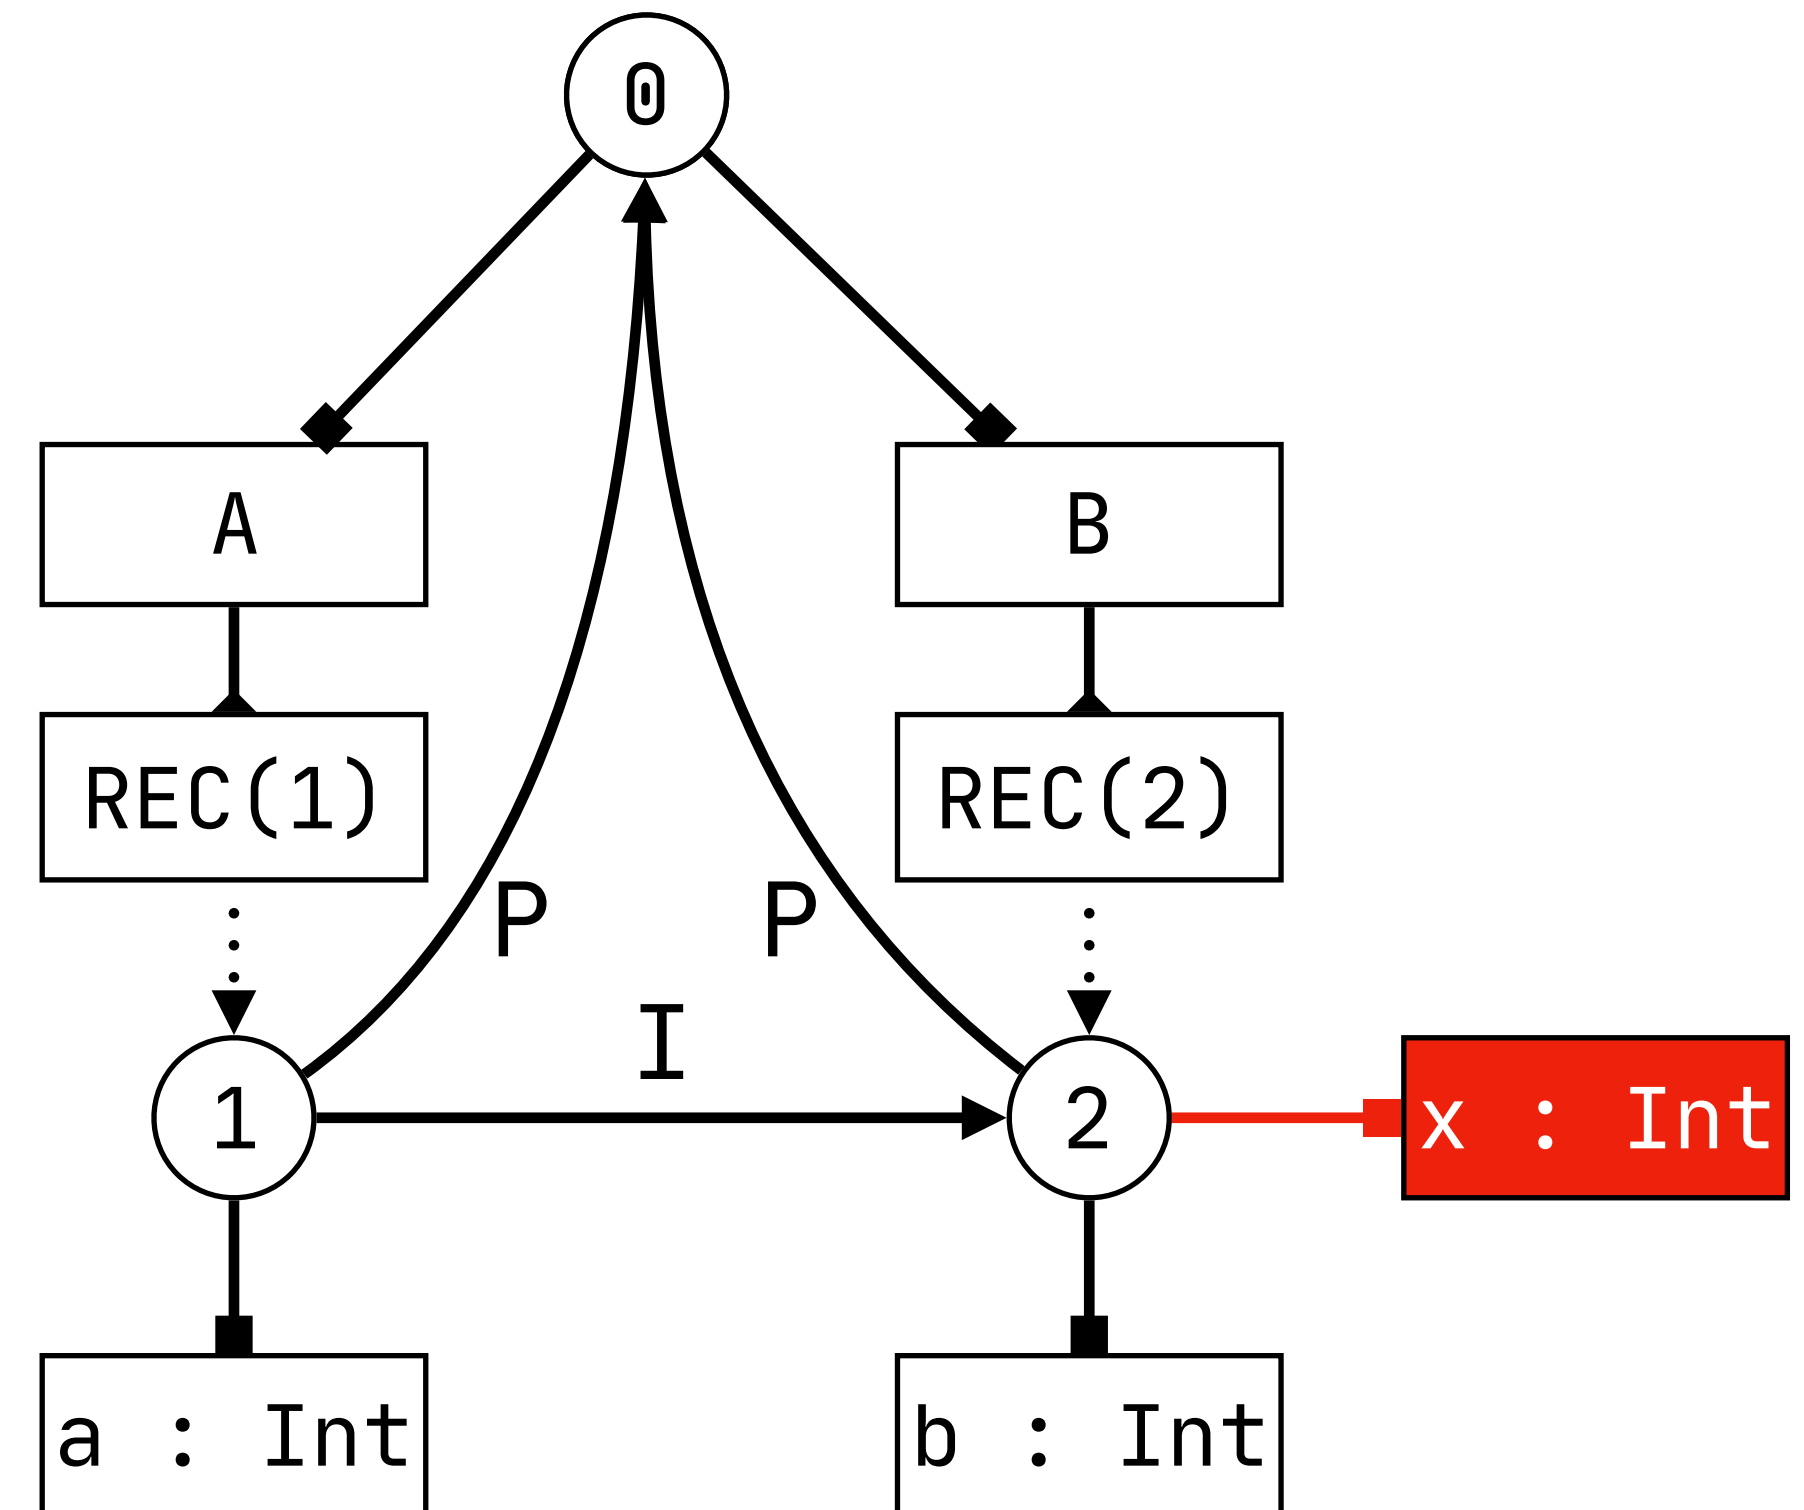 0
A
B
REC(1)
REC(2)
P
P
I
1
2
x : Int
a : Int
b : Int